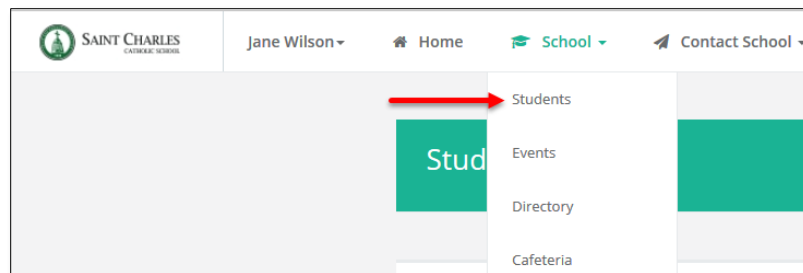 SAINT CHARLES
CATHOLIC SCHOOL
Jane Wilson
Home
School
Contact School
Students
Stud
Events
Directory
Cafeteria